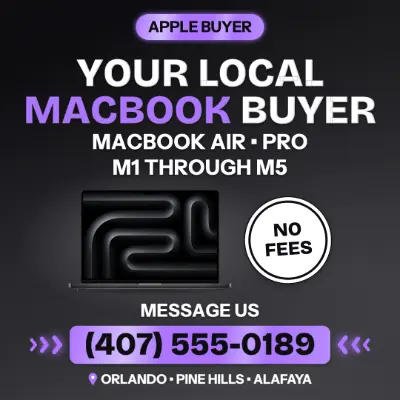 APPLE BUYER
YOUR LOCAL
MACBOOK BUYER
MACBOOK AIR ▪ PRO
M1 THROUGH M5
NO
FEES
MESSAGE US
(407) 555-0189
ORLANDO • PINE HILLS • ALAFAYA